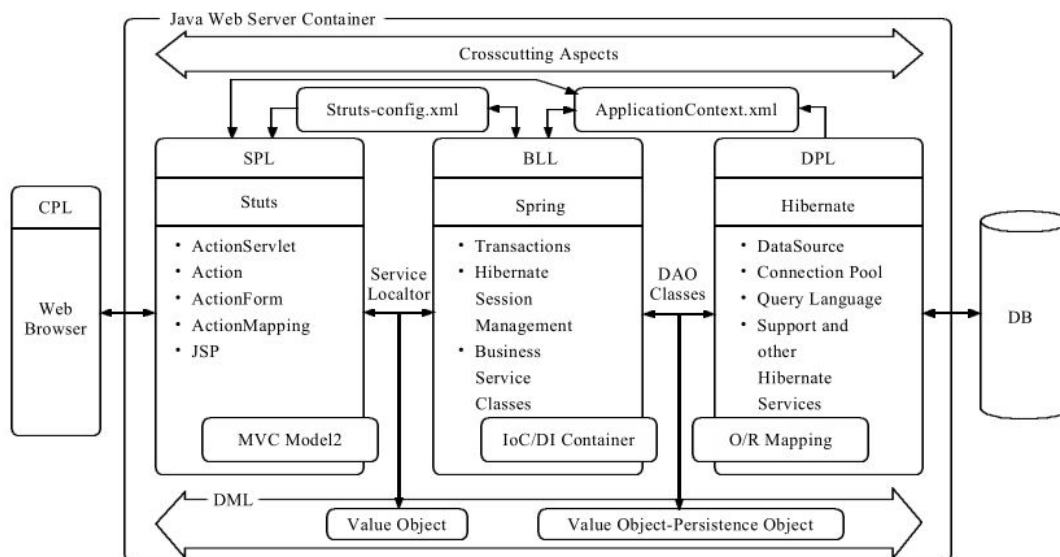 Java Web Server Container
Crosscutting Aspects
Struts-config.xml
ApplicationContext.xml
CPL
Web
Browser
SPL
Stuts
• ActionServlet
• Action
• ActionForm
• ActionMapping
• JSP
MVC Model2
Service
Localtor
BLL
Spring
• Transactions
• Hibernate
Session
Management
• Business
Service
Classes
IoC/DI Container
DAO
Classes
DPL
Hibernate
• DataSource
• Connection Pool
• Query Language
• Support and
other
Hibernate
Services
O/R Mapping
DB
DML
Value Object
Value Object-Persistence Object